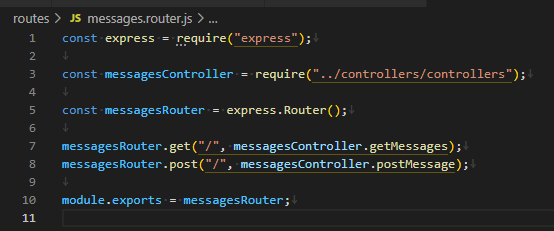 routes > JS messages.router.js > ...
1 const express = require("express");
2
3 const messagesController = require("../controllers/controllers");
4
5 const messagesRouter = express.Router();
6
7 messagesRouter.get("/", messagesController.getMessages);
8 messagesRouter.post("/", messagesController.postMessage);
9
10 module.exports = messagesRouter;
11